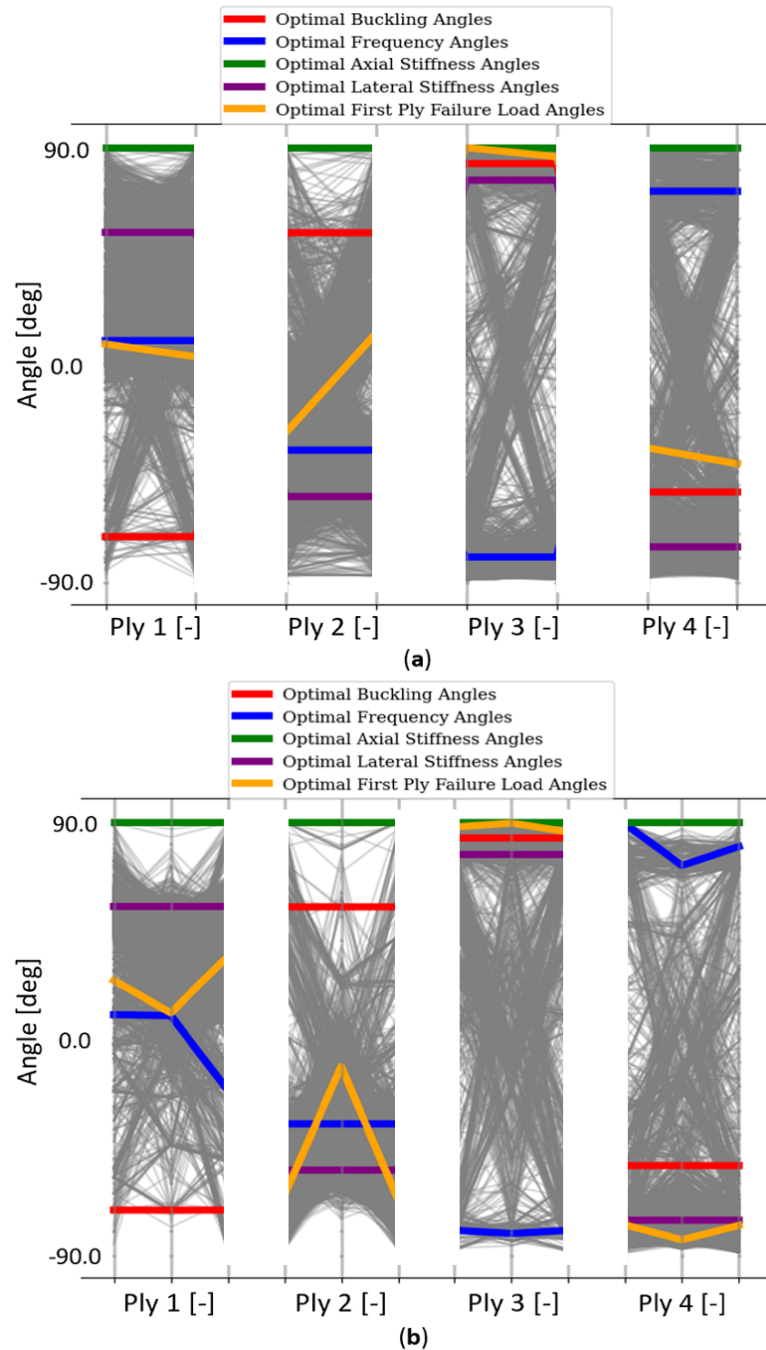 Optimal Buckling Angles
Optimal Frequency Angles
Optimal Axial Stiffness Angles
Optimal Lateral Stiffness Angles
Optimal First Ply Failure Load Angles
90.0
Angle [deg]
0.0
-90.0
Ply 1 [-] Ply 2 [-] Ply 3 [-] Ply 4 [-]
(a)
Optimal Buckling Angles
Optimal Frequency Angles
Optimal Axial Stiffness Angles
Optimal Lateral Stiffness Angles
Optimal First Ply Failure Load Angles
90.0
Angle [deg]
0.0
-90.0
Ply 1 [-] Ply 2 [-] Ply 3 [-] Ply 4 [-]
(b)